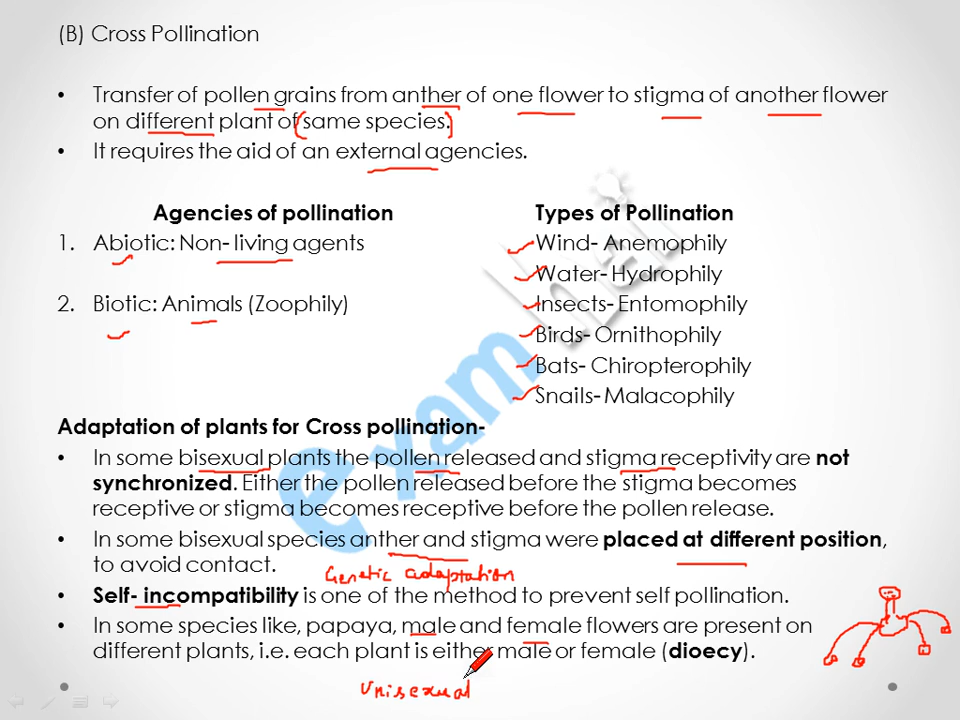 (B) Cross Pollination
• Transfer of pollen grains from anther of one flower to stigma of another flower
on different plant of (same species.)
• It requires the aid of an external agencies.
Agencies of pollination Types of Pollination
1. Abiotic: Non- living agents Wind- Anemophily
Water- Hydrophily
2. Biotic: Animals (Zoophily) Insects- Entomophily
Birds- Ornithophily
Bats- Chiropterophily
Snails- Malacophily
Adaptation of plants for Cross pollination-
• In some bisexual plants the pollen released and stigma receptivity are not
synchronized. Either the pollen released before the stigma becomes
receptive or stigma becomes receptive before the pollen release.
• In some bisexual species anther and stigma were placed at different position,
to avoid contact.
Genetic adaptation
• Self- incompatibility is one of the method to prevent self pollination.
• In some species like, papaya, male and female flowers are present on
different plants, i.e. each plant is either male or female (dioecy).
Unisexual
examhai